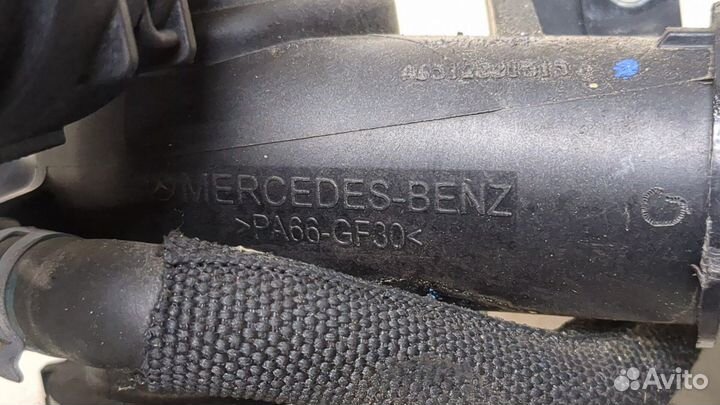 MERCEDES-BENZ
>PA66-GF30<
G
Avito